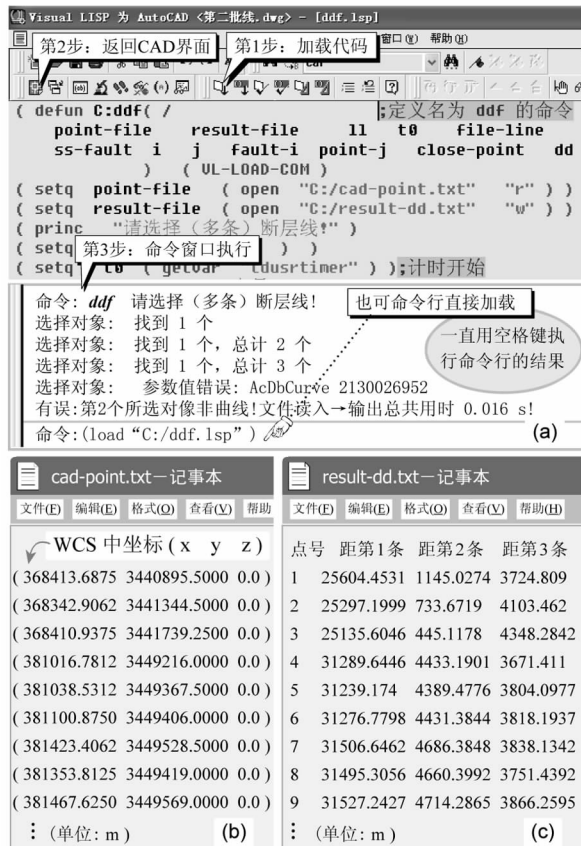 Visual LISP 为 AutoCAD <第二批线.dwg> - [ddf.lsp]
窗口(W) 帮助(H)
第2步: 返回CAD界面
第1步: 加载代码
( defun C:ddf( / ;定义名为 ddf 的命令
point-file result-file ll t0 file-line
ss-fault i j fault-i point-j close-point dd
) ( VL-LOAD-COM )
( setq point-file ( open "C:/cad-point.txt" "r" ) )
( setq result-file ( open "C:/result-dd.txt" "w" ) )
( princ "请选择（多条）断层线!" )
( setq ) )
第3步: 命令窗口执行
( setq t0 ( getvar "tdusrtimer" ) );计时开始
命令: ddf 请选择（多条）断层线!
也可命令行直接加载
选择对象: 找到 1 个
选择对象: 找到 1 个, 总计 2 个
选择对象: 找到 1 个, 总计 3 个
一直用空格键执
行命令行的结果
选择对象: 参数值错误: AcDbCurve 2130026952
有误:第2个所选对像非曲线!文件读入→输出总共用时 0.016 s!
命令:(load “C:/ddf.lsp”)
(a)
cad-point.txt－记事本
文件(F) 编辑(E) 格式(O) 查看(V) 帮助
WCS 中坐标 ( x y z )
( 368413.6875 3440895.5000 0.0 )
( 368342.9062 3441344.5000 0.0 )
( 368410.9375 3441739.2500 0.0 )
( 381016.7812 3449216.0000 0.0 )
( 381038.5312 3449367.5000 0.0 )
( 381100.8750 3449406.0000 0.0 )
( 381423.4062 3449528.5000 0.0 )
( 381353.8125 3449419.0000 0.0 )
( 381467.6250 3449569.0000 0.0 )
⋮ (单位: m )
(b)
result-dd.txt－记事本
文件(F) 编辑(E) 格式(O) 查看(V) 帮助(H)
点号 距第1条 距第2条 距第3条
1 25604.4531 1145.0274 3724.809
2 25297.1999 733.6719 4103.462
3 25135.6046 445.1178 4348.2842
4 31289.6446 4433.1901 3671.411
5 31239.174 4389.4776 3804.0977
6 31276.7798 4431.3844 3818.1937
7 31506.6462 4686.3848 3838.1342
8 31495.3056 4660.3992 3751.4392
9 31527.2427 4714.2865 3866.2595
⋮ (单位: m )
(c)